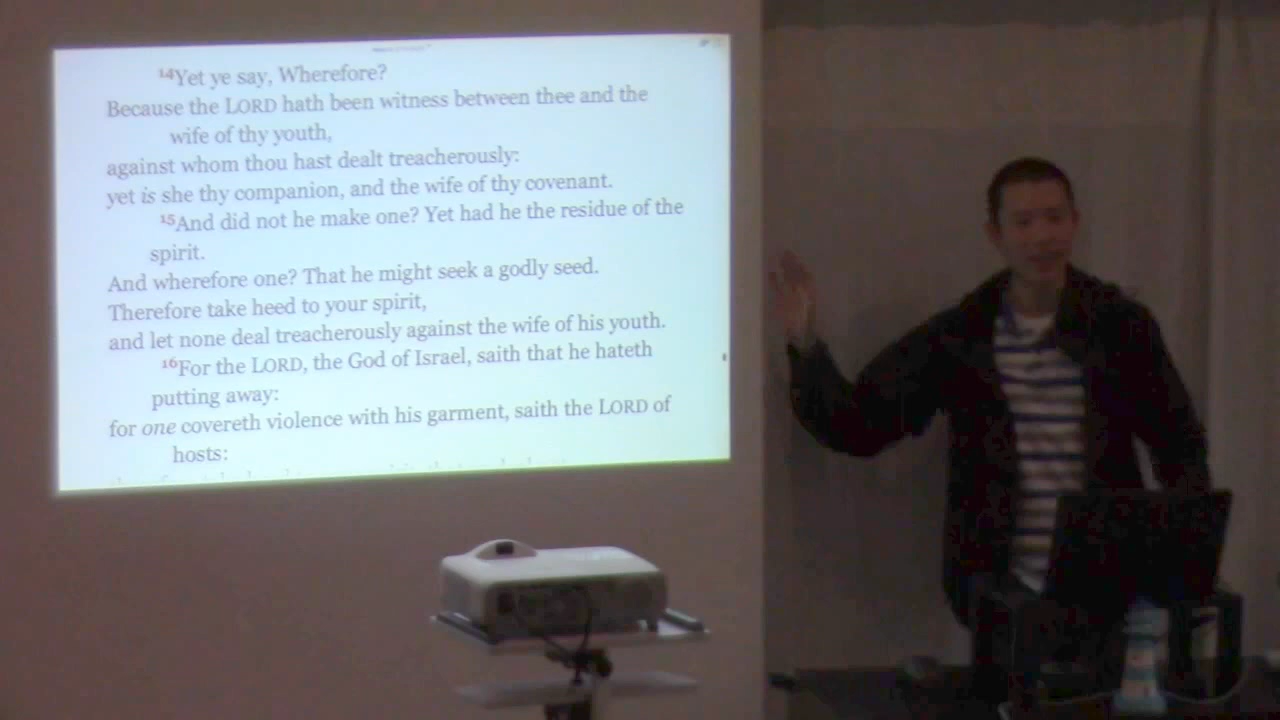 14Yet ye say, Wherefore?
Because the LORD hath been witness between thee and the
wife of thy youth,
against whom thou hast dealt treacherously:
yet is she thy companion, and the wife of thy covenant.
15And did not he make one? Yet had he the residue of the
spirit.
And wherefore one? That he might seek a godly seed.
Therefore take heed to your spirit,
and let none deal treacherously against the wife of his youth.
16For the LORD, the God of Israel, saith that he hateth
putting away:
for one covereth violence with his garment, saith the LORD of
hosts: